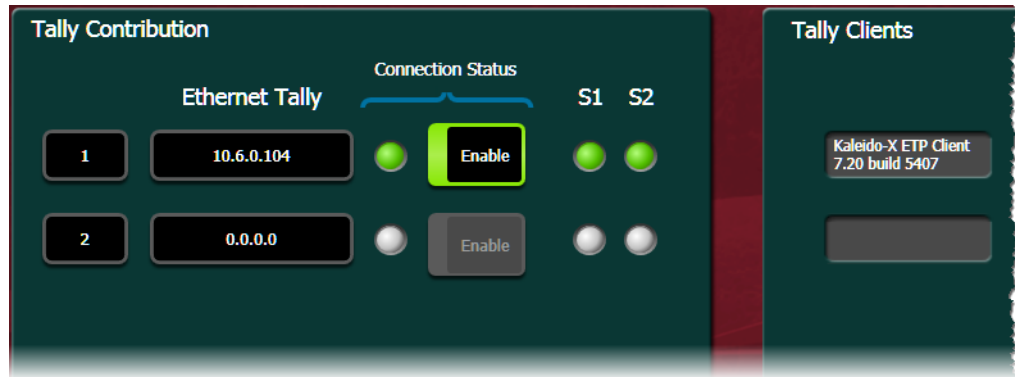 Tally Contribution
Connection Status
Ethernet Tally
S1 S2
1 10.6.0.104 Enable
2 0.0.0.0 Enable
Tally Clients
Kaleido-X ETP Client
7.20 build 5407